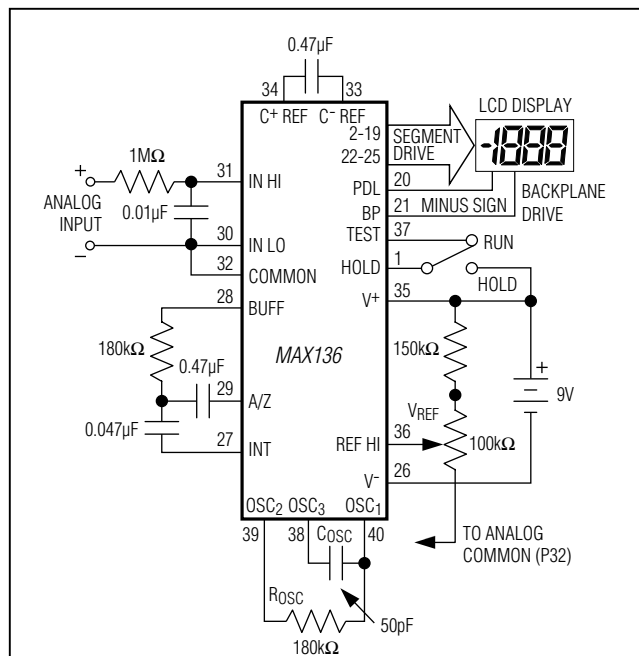 0.47µF
34
33
C+ REF
C- REF
LCD DISPLAY
-1888
2-19
SEGMENT
22-25
DRIVE
PDL
20
MINUS SIGN
BACKPLANE
DRIVE
BP
21
TEST
37
RUN
HOLD
1
HOLD
V+
35
+
1MΩ
31
IN HI
ANALOG
INPUT
0.01µF
30
IN LO
–
32
COMMON
28
BUFF
180kΩ
MAX136
0.47µF
29
A/Z
0.047µF
27
INT
150kΩ
+
9V
VREF
REF HI
36
100kΩ
V-
26
OSC2
OSC3
OSC1
39
38
40
COSC
TO ANALOG
COMMON (P32)
ROSC
50pF
180kΩ